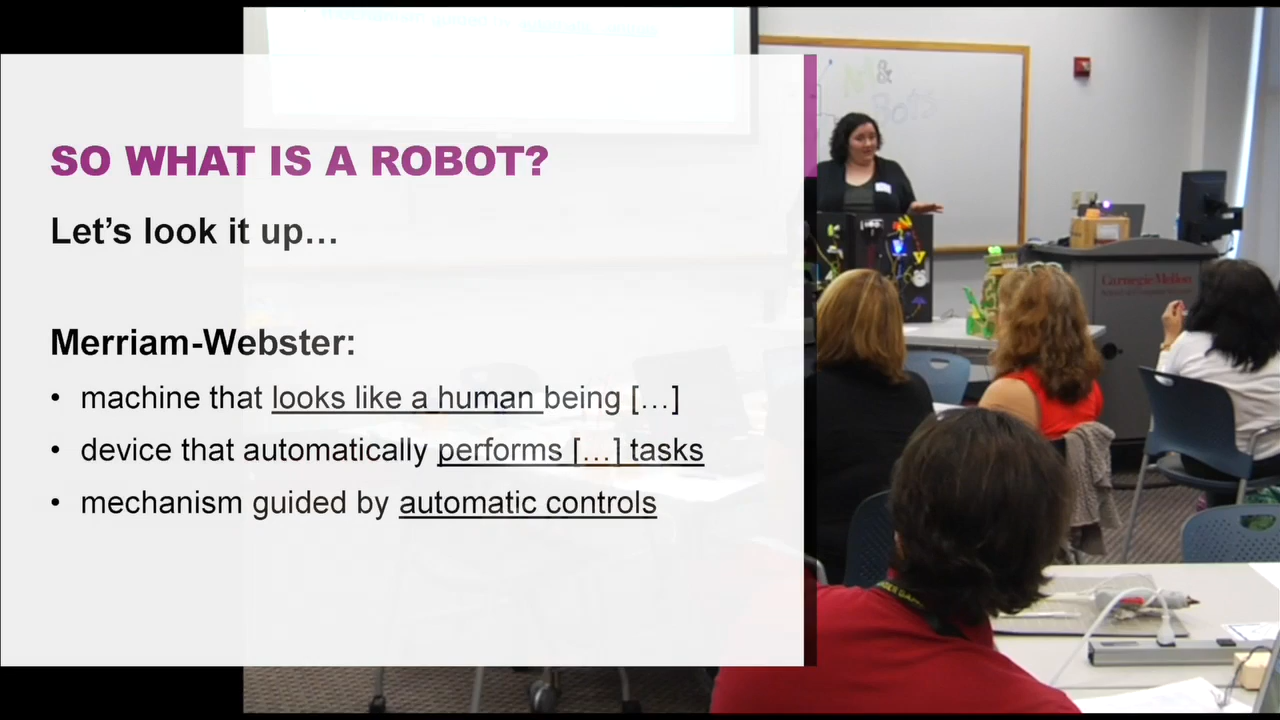 SO WHAT IS A ROBOT?
Let's look it up…
Merriam-Webster:
• machine that looks like a human being […]
• device that automatically performs […] tasks
• mechanism guided by automatic controls
&
Bots
Carnegie Mellon